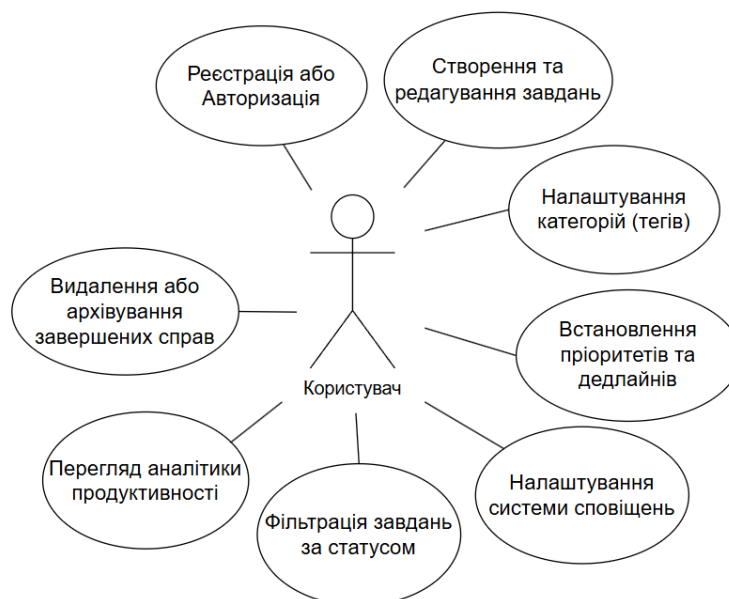 Реєстрація або
Авторизація
Створення та
редагування завдань
Налаштування
категорій (тегів)
Видалення або
архівування
завершених справ
Встановлення
пріоритетів та
дедлайнів
Користувач
Перегляд аналітики
продуктивності
Налаштування
системи сповіщень
Фільтрація завдань
за статусом